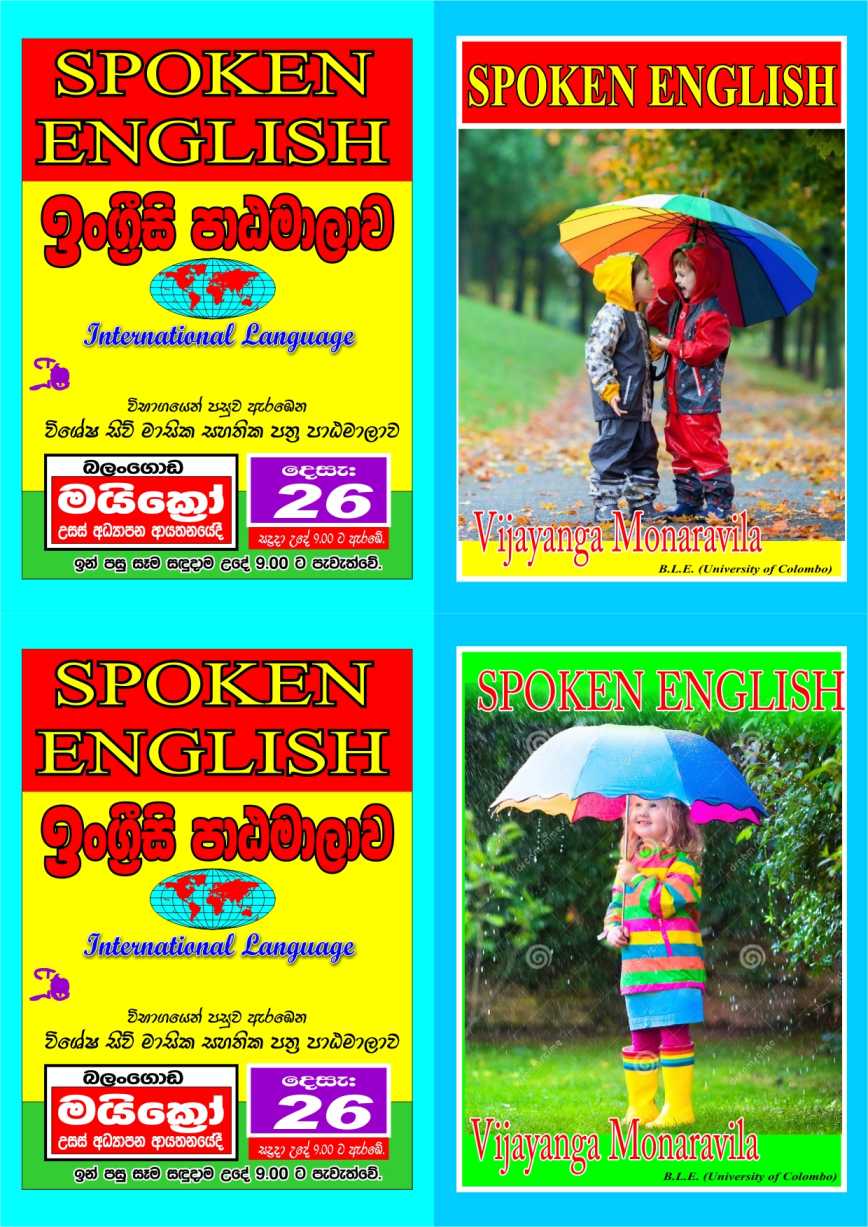 SPOKEN
ENGLISH
ඉංග්‍රීසි පාඨමාලාව
International Language
විභාගයෙන් පසුව ඇරඹෙන
විශේෂ සිව් මාසික සහතික පත්‍ර පාඨමාලාව
බලංගොඩ
මයික්‍රෝ
උසස් අධ්‍යාපන ආයතනයේදී
දෙසැ:
26
සඳුදා උදේ 9.00 ට ඇරඹේ.
ඉන් පසු සෑම සඳුදාම උදේ 9.00 ට පැවැත්වේ.
SPOKEN ENGLISH
Vijayanga Monaravila
B.L.E. (University of Colombo)
SPOKEN
ENGLISH
ඉංග්‍රීසි පාඨමාලාව
International Language
විභාගයෙන් පසුව ඇරඹෙන
විශේෂ සිව් මාසික සහතික පත්‍ර පාඨමාලාව
බලංගොඩ
මයික්‍රෝ
උසස් අධ්‍යාපන ආයතනයේදී
දෙසැ:
26
සඳුදා උදේ 9.00 ට ඇරඹේ.
ඉන් පසු සෑම සඳුදාම උදේ 9.00 ට පැවැත්වේ.
SPOKEN ENGLISH
Vijayanga Monaravila
B.L.E. (University of Colombo)